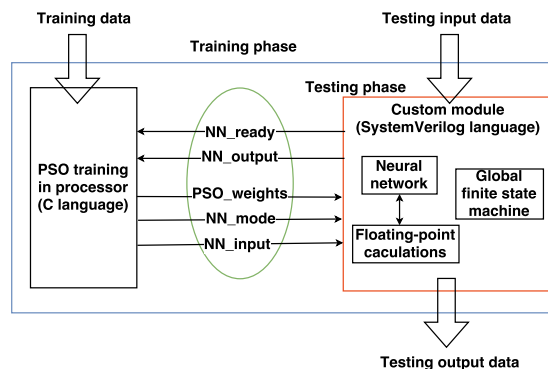 Training data
Testing input data
Training phase
Testing phase
Custom module
(SystemVerilog language)
NN_ready
NN_output
PSO training
in processor
(C language)
PSO_weights
NN_mode
NN_input
Neural
network
Global
finite state
machine
Floating-point
caculations
Testing output data